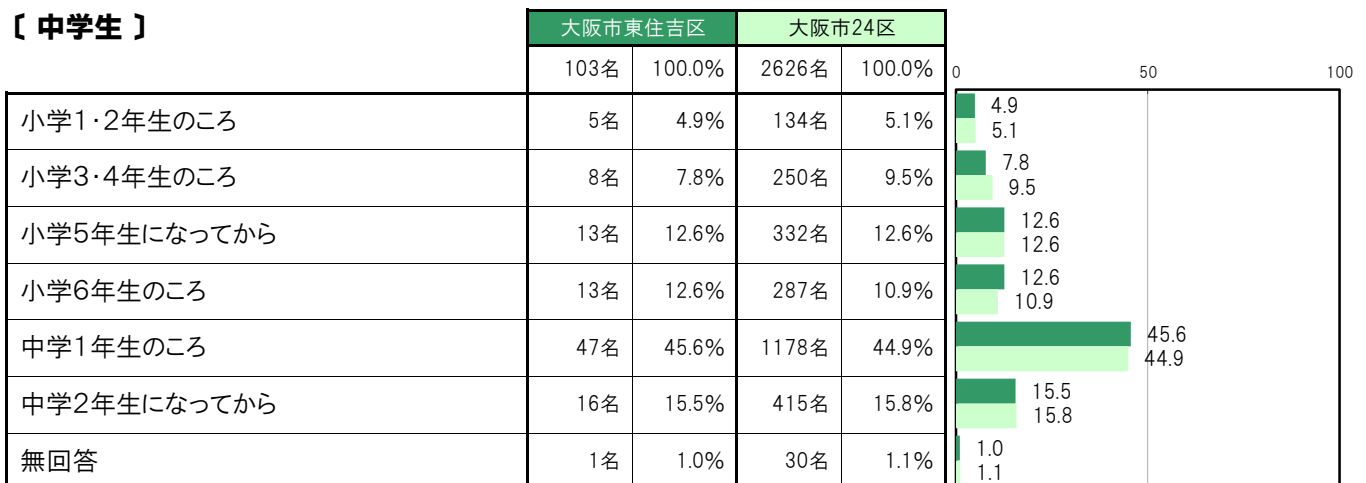 〔 中学生 〕
大阪市東住吉区 大阪市24区
103名 100.0% 2626名 100.0% 0 50 100
小学1・2年生のころ 5名 4.9% 134名 5.1% 4.9 5.1
小学3・4年生のころ 8名 7.8% 250名 9.5% 7.8 9.5
小学5年生になってから 13名 12.6% 332名 12.6% 12.6 12.6
小学6年生のころ 13名 12.6% 287名 10.9% 12.6 10.9
中学1年生のころ 47名 45.6% 1178名 44.9% 45.6 44.9
中学2年生になってから 16名 15.5% 415名 15.8% 15.5 15.8
無回答 1名 1.0% 30名 1.1% 1.0 1.1